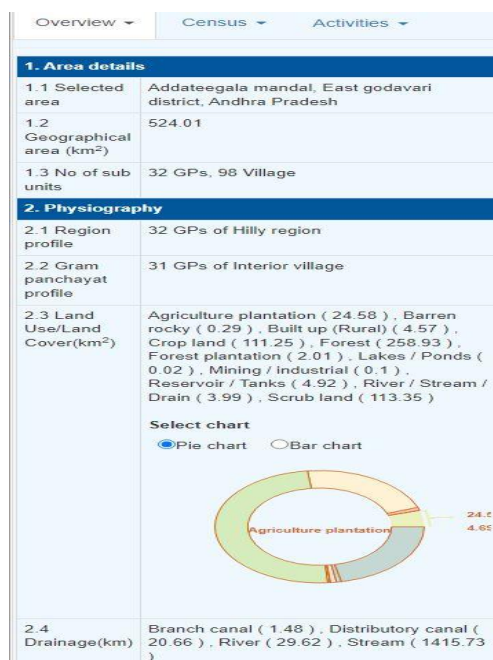 Overview Census Activities
1. Area details
1.1 Selected area
Addateegala mandal, East godavari
district, Andhra Pradesh
1.2
Geographical
area (km²)
524.01
1.3 No of sub
units
32 GPs, 98 Village
2. Physiography
2.1 Region
profile
32 GPs of Hilly region
2.2 Gram
panchayat
profile
31 GPs of Interior village
2.3 Land
Use/Land
Cover(km²)
Agriculture plantation ( 24.58 ) , Barren
rocky ( 0.29 ) , Built up (Rural) ( 4.57 ) ,
Crop land ( 111.25 ) , Forest ( 258.93 ) ,
Forest plantation ( 2.01 ) , Lakes / Ponds (
0.02 ) , Mining / industrial ( 0.1 ) ,
Reservoir / Tanks ( 4.92 ) , River / Stream /
Drain ( 3.99 ) , Scrub land ( 113.35 )
Select chart
Pie chart Bar chart
Agriculture plantation
4.69
2.4
Drainage(km)
Branch canal ( 1.48 ) , Distributory canal (
20.66 ) , River ( 29.62 ) , Stream ( 1415.73
)